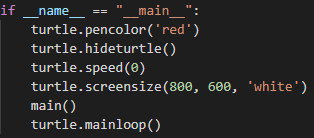 if __name__ == "__main__":
    turtle.pencolor('red')
    turtle.hideturtle()
    turtle.speed(0)
    turtle.screensize(800, 600, 'white')
    main()
    turtle.mainloop()